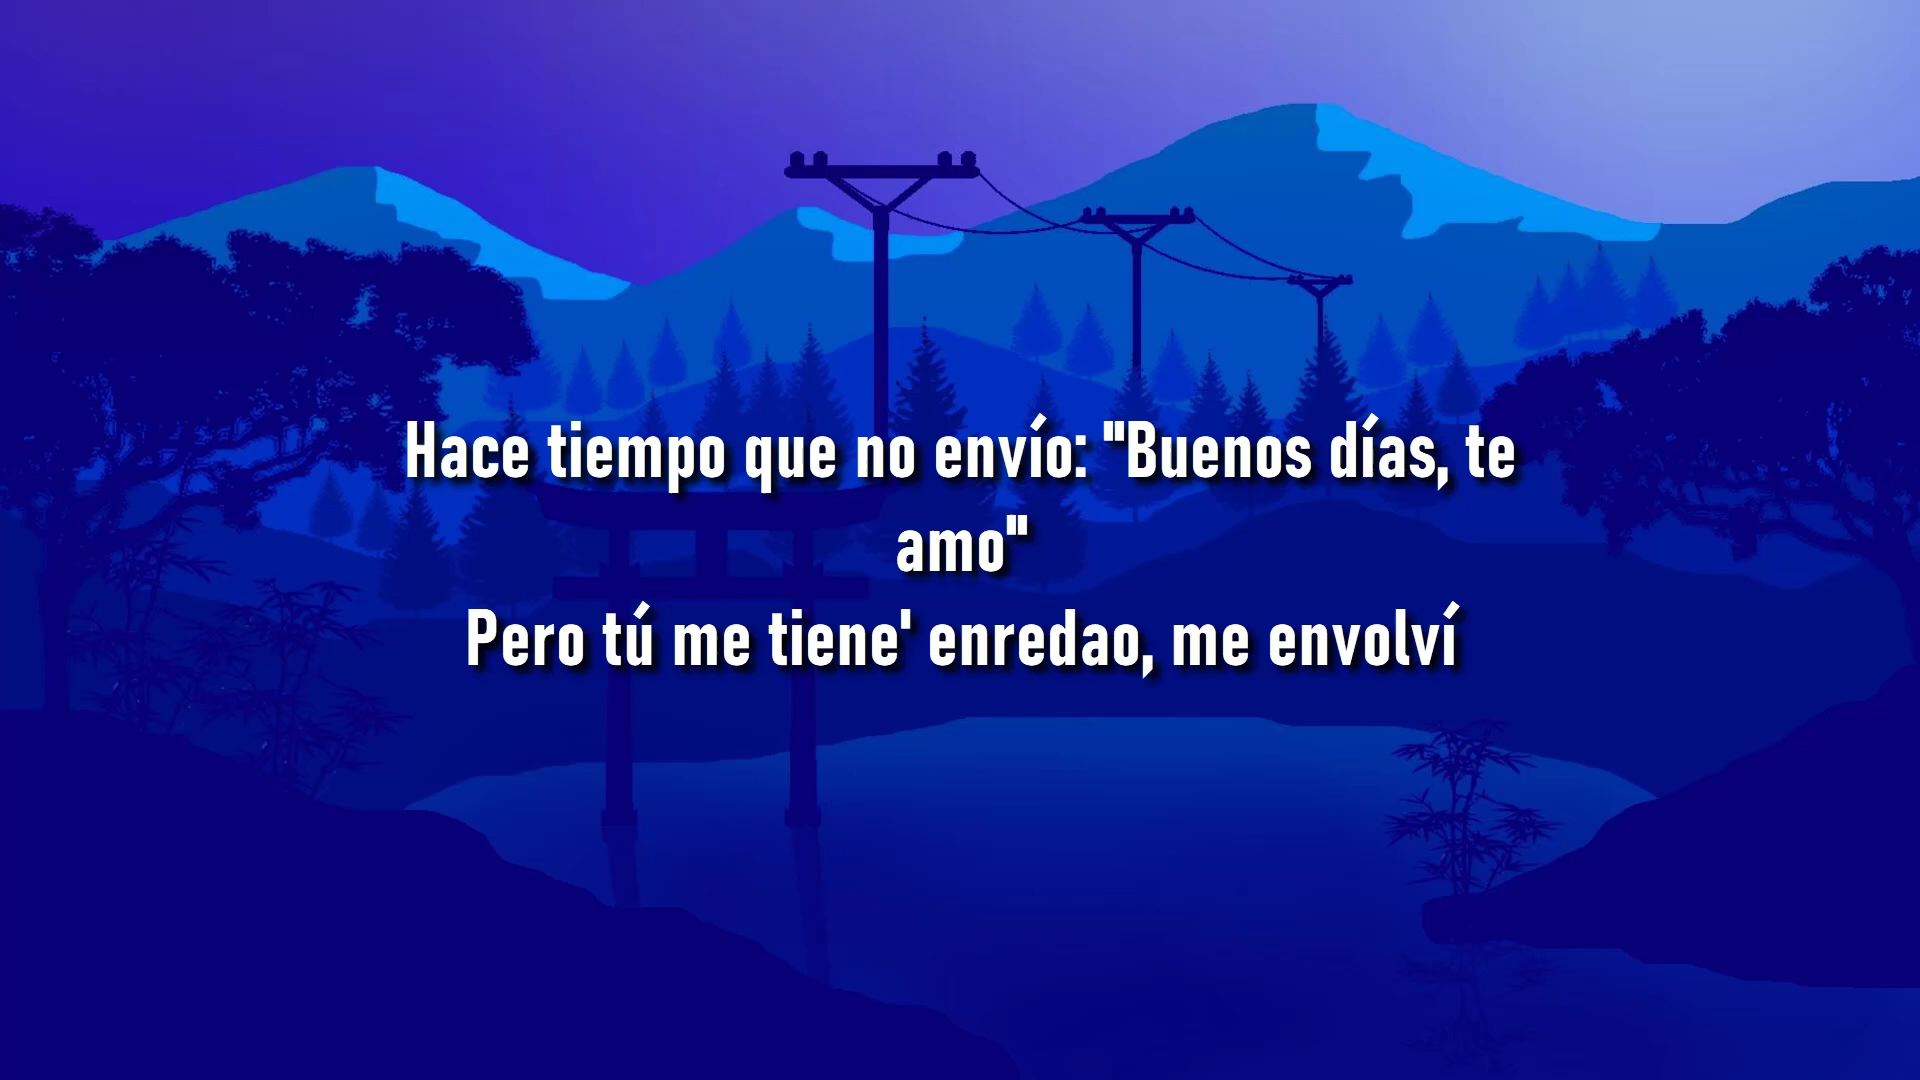 Hace tiempo que no envío: "Buenos días, te
amo"
Pero tú me tiene' enredao, me envolví